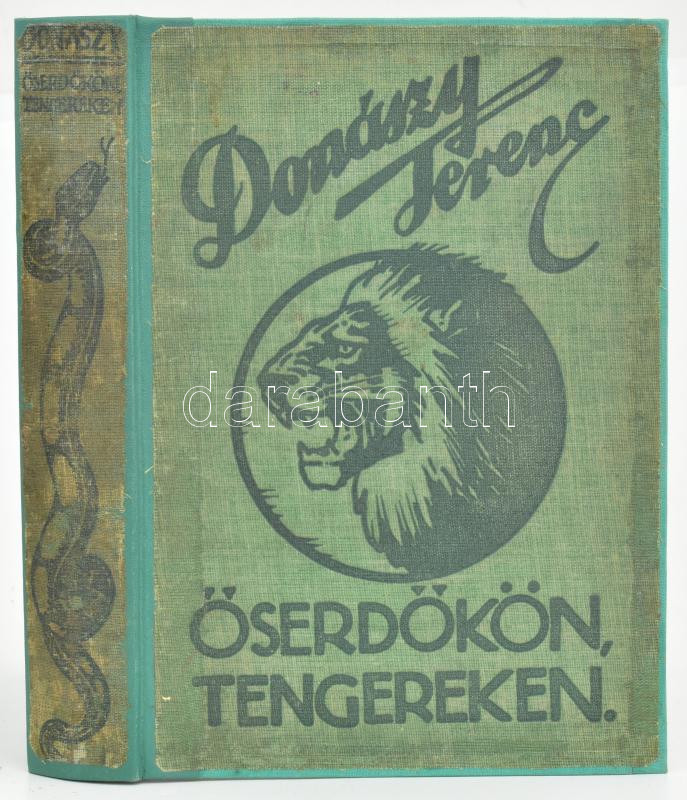 DONÁSZY
ŐSERDŐKÖN,
TENGEREKEN
Donászy
Ferenc
darabanth
ŐSERDŐKÖN,
TENGEREKEN.